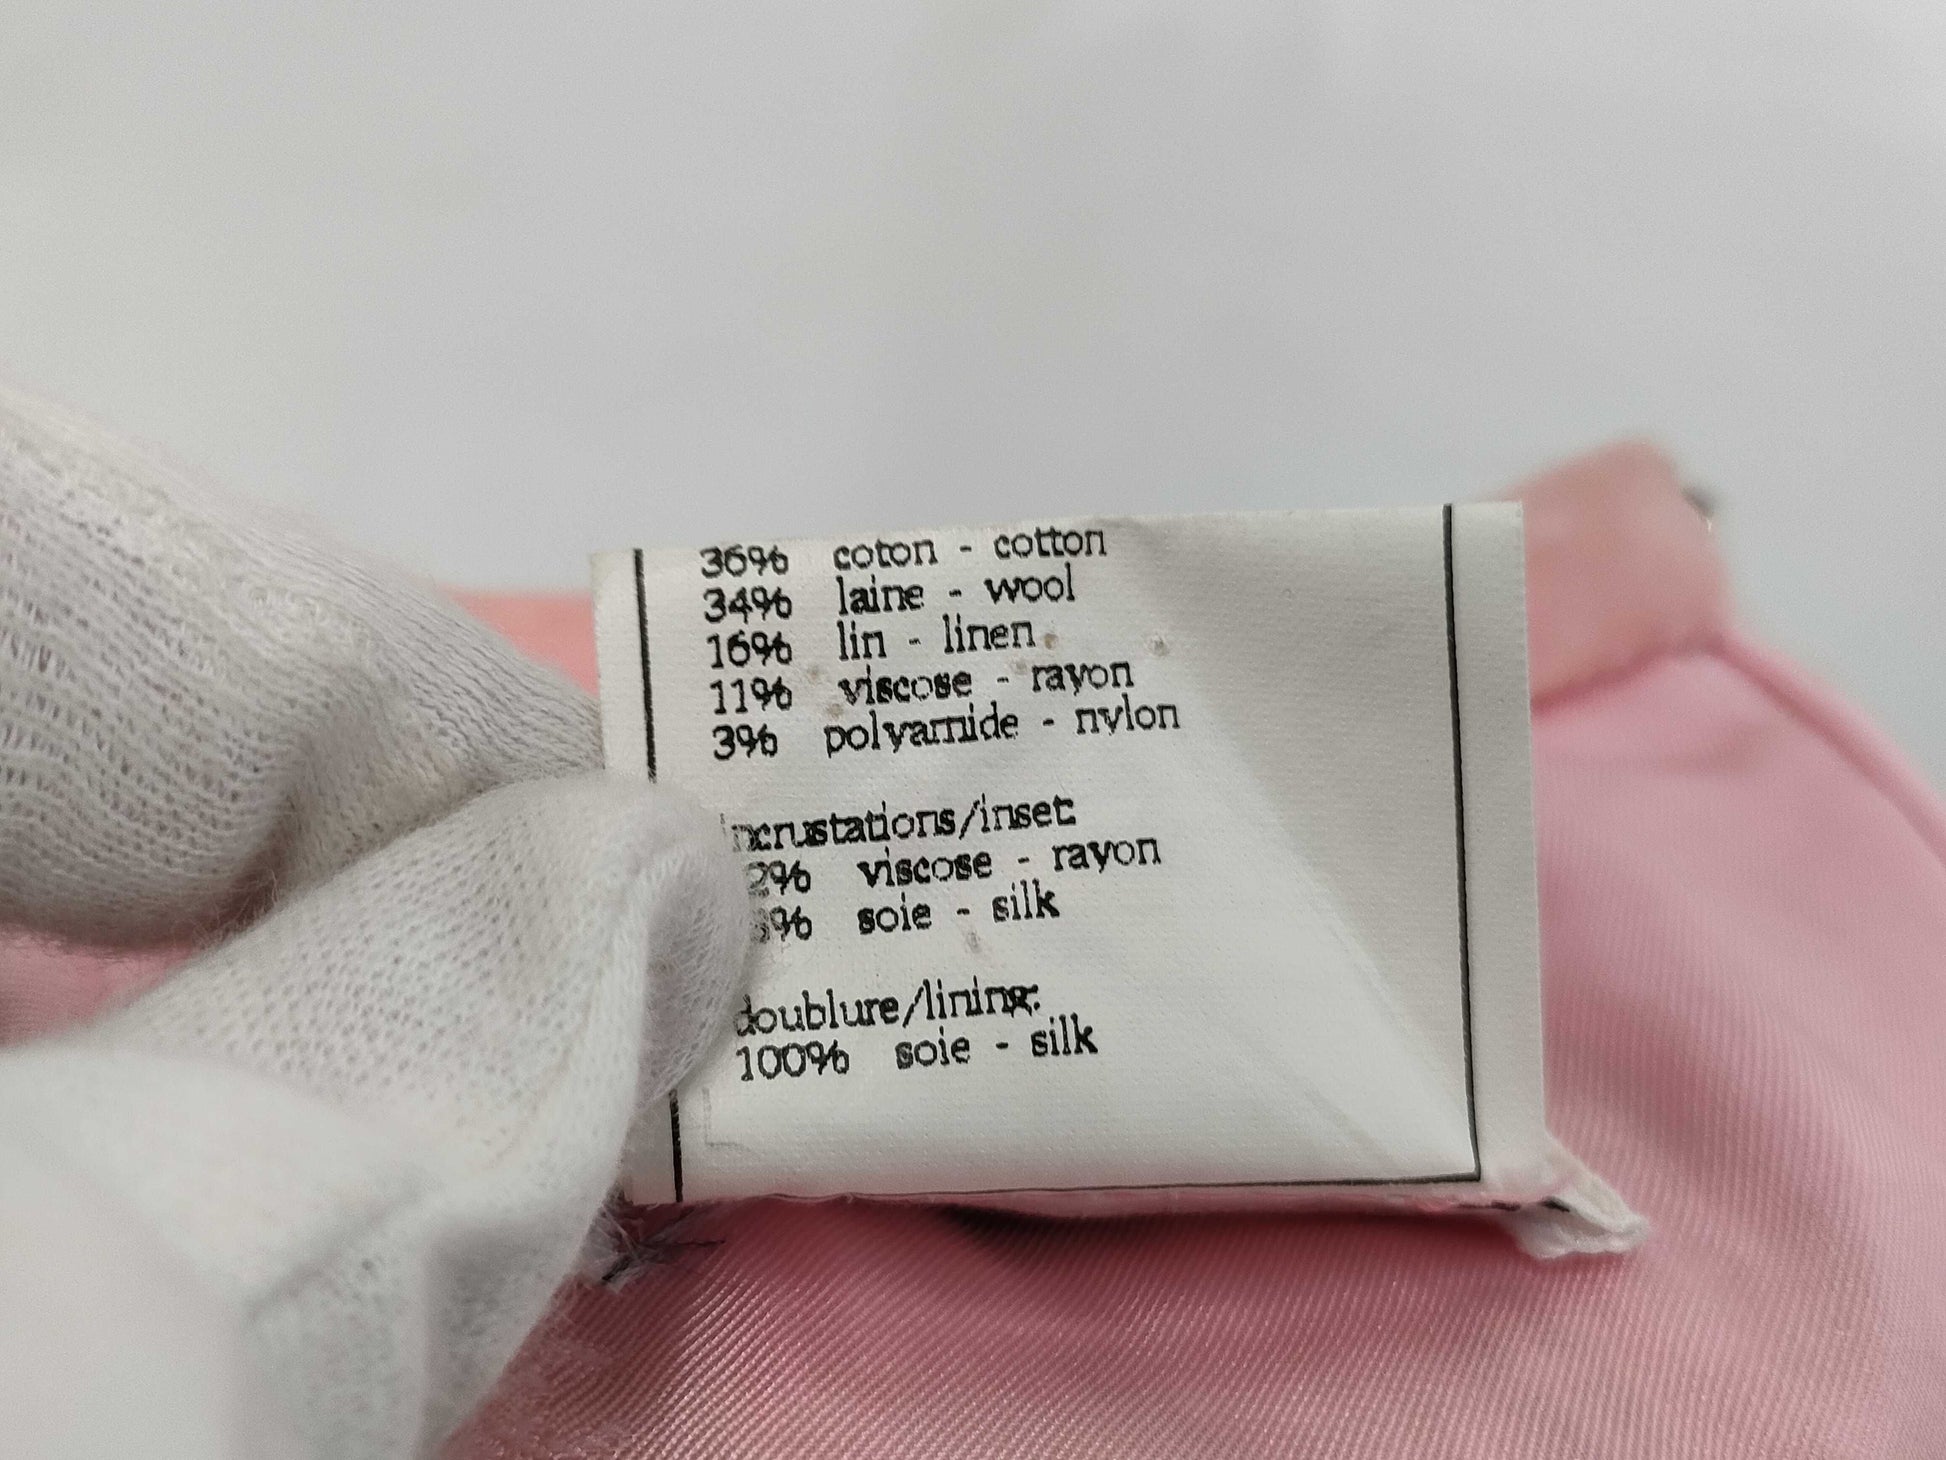 36% coton - cotton
34% laine - wool
16% lin - linen
11% viscose - rayon
3% polyamide - nylon
incrustations/inset:
viscose - rayon
soie - silk
doublure/lining:
100% soie - silk